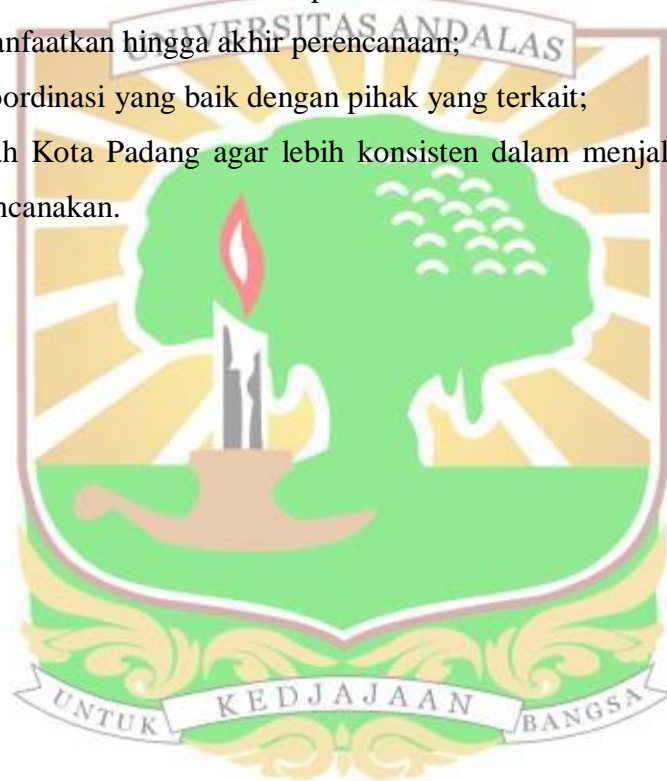 UNIVERSITAS ANDALAS
anfaatkan hingga akhir perencanaan;
oordinasi yang baik dengan pihak yang terkait;
ah Kota Padang agar lebih konsisten dalam menjal
ncanakan.
UNTUK KEDJAJAAN BANGSA